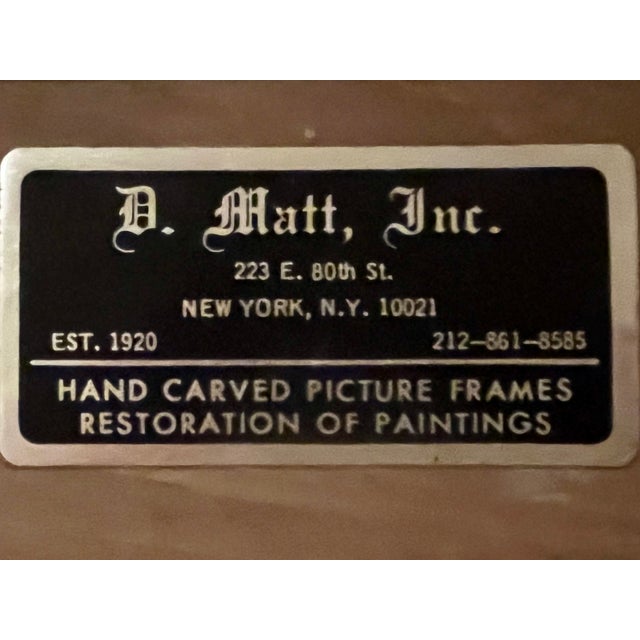 D. Matt, Inc.
223 E. 80th St.
NEW YORK, N.Y. 10021
EST. 1920 212-861-8585
HAND CARVED PICTURE FRAMES
RESTORATION OF PAINTINGS